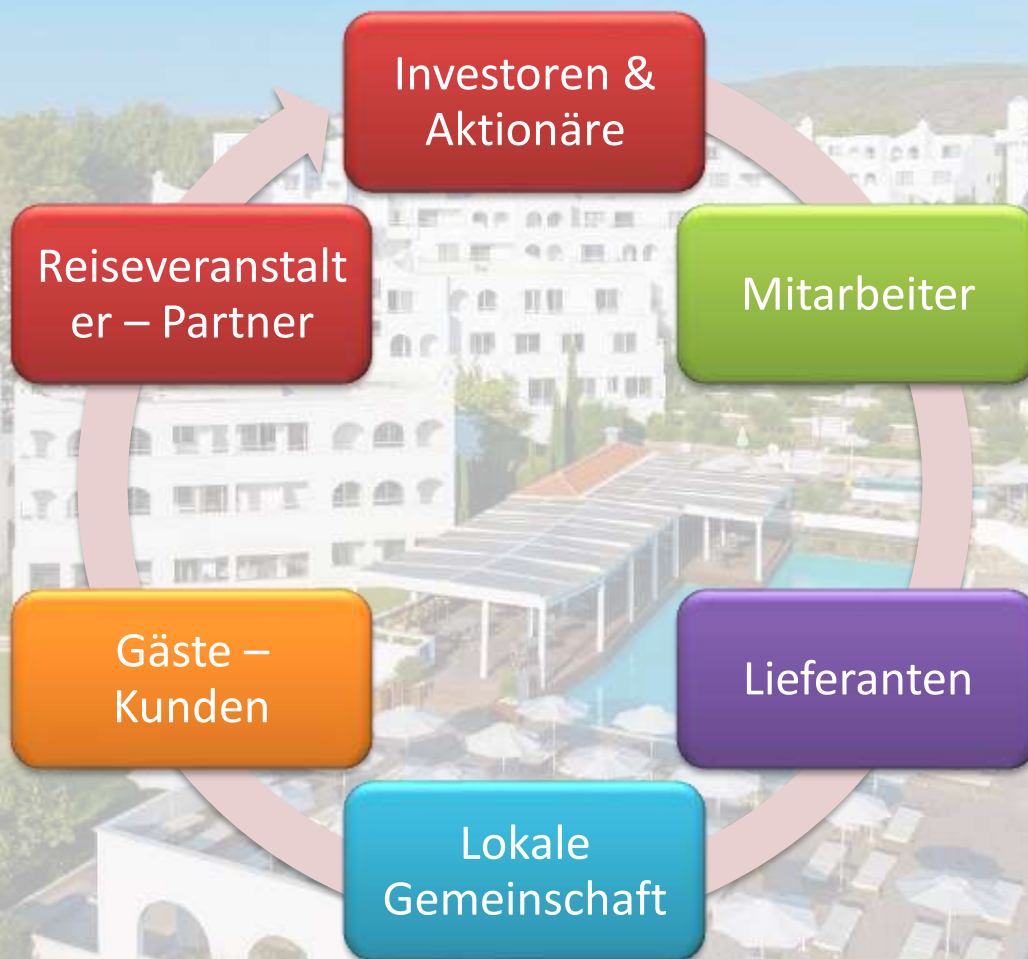 Investoren &
Aktionäre
Mitarbeiter
Lieferanten
Lokale
Gemeinschaft
Gäste –
Kunden
Reiseveranstalt
er – Partner